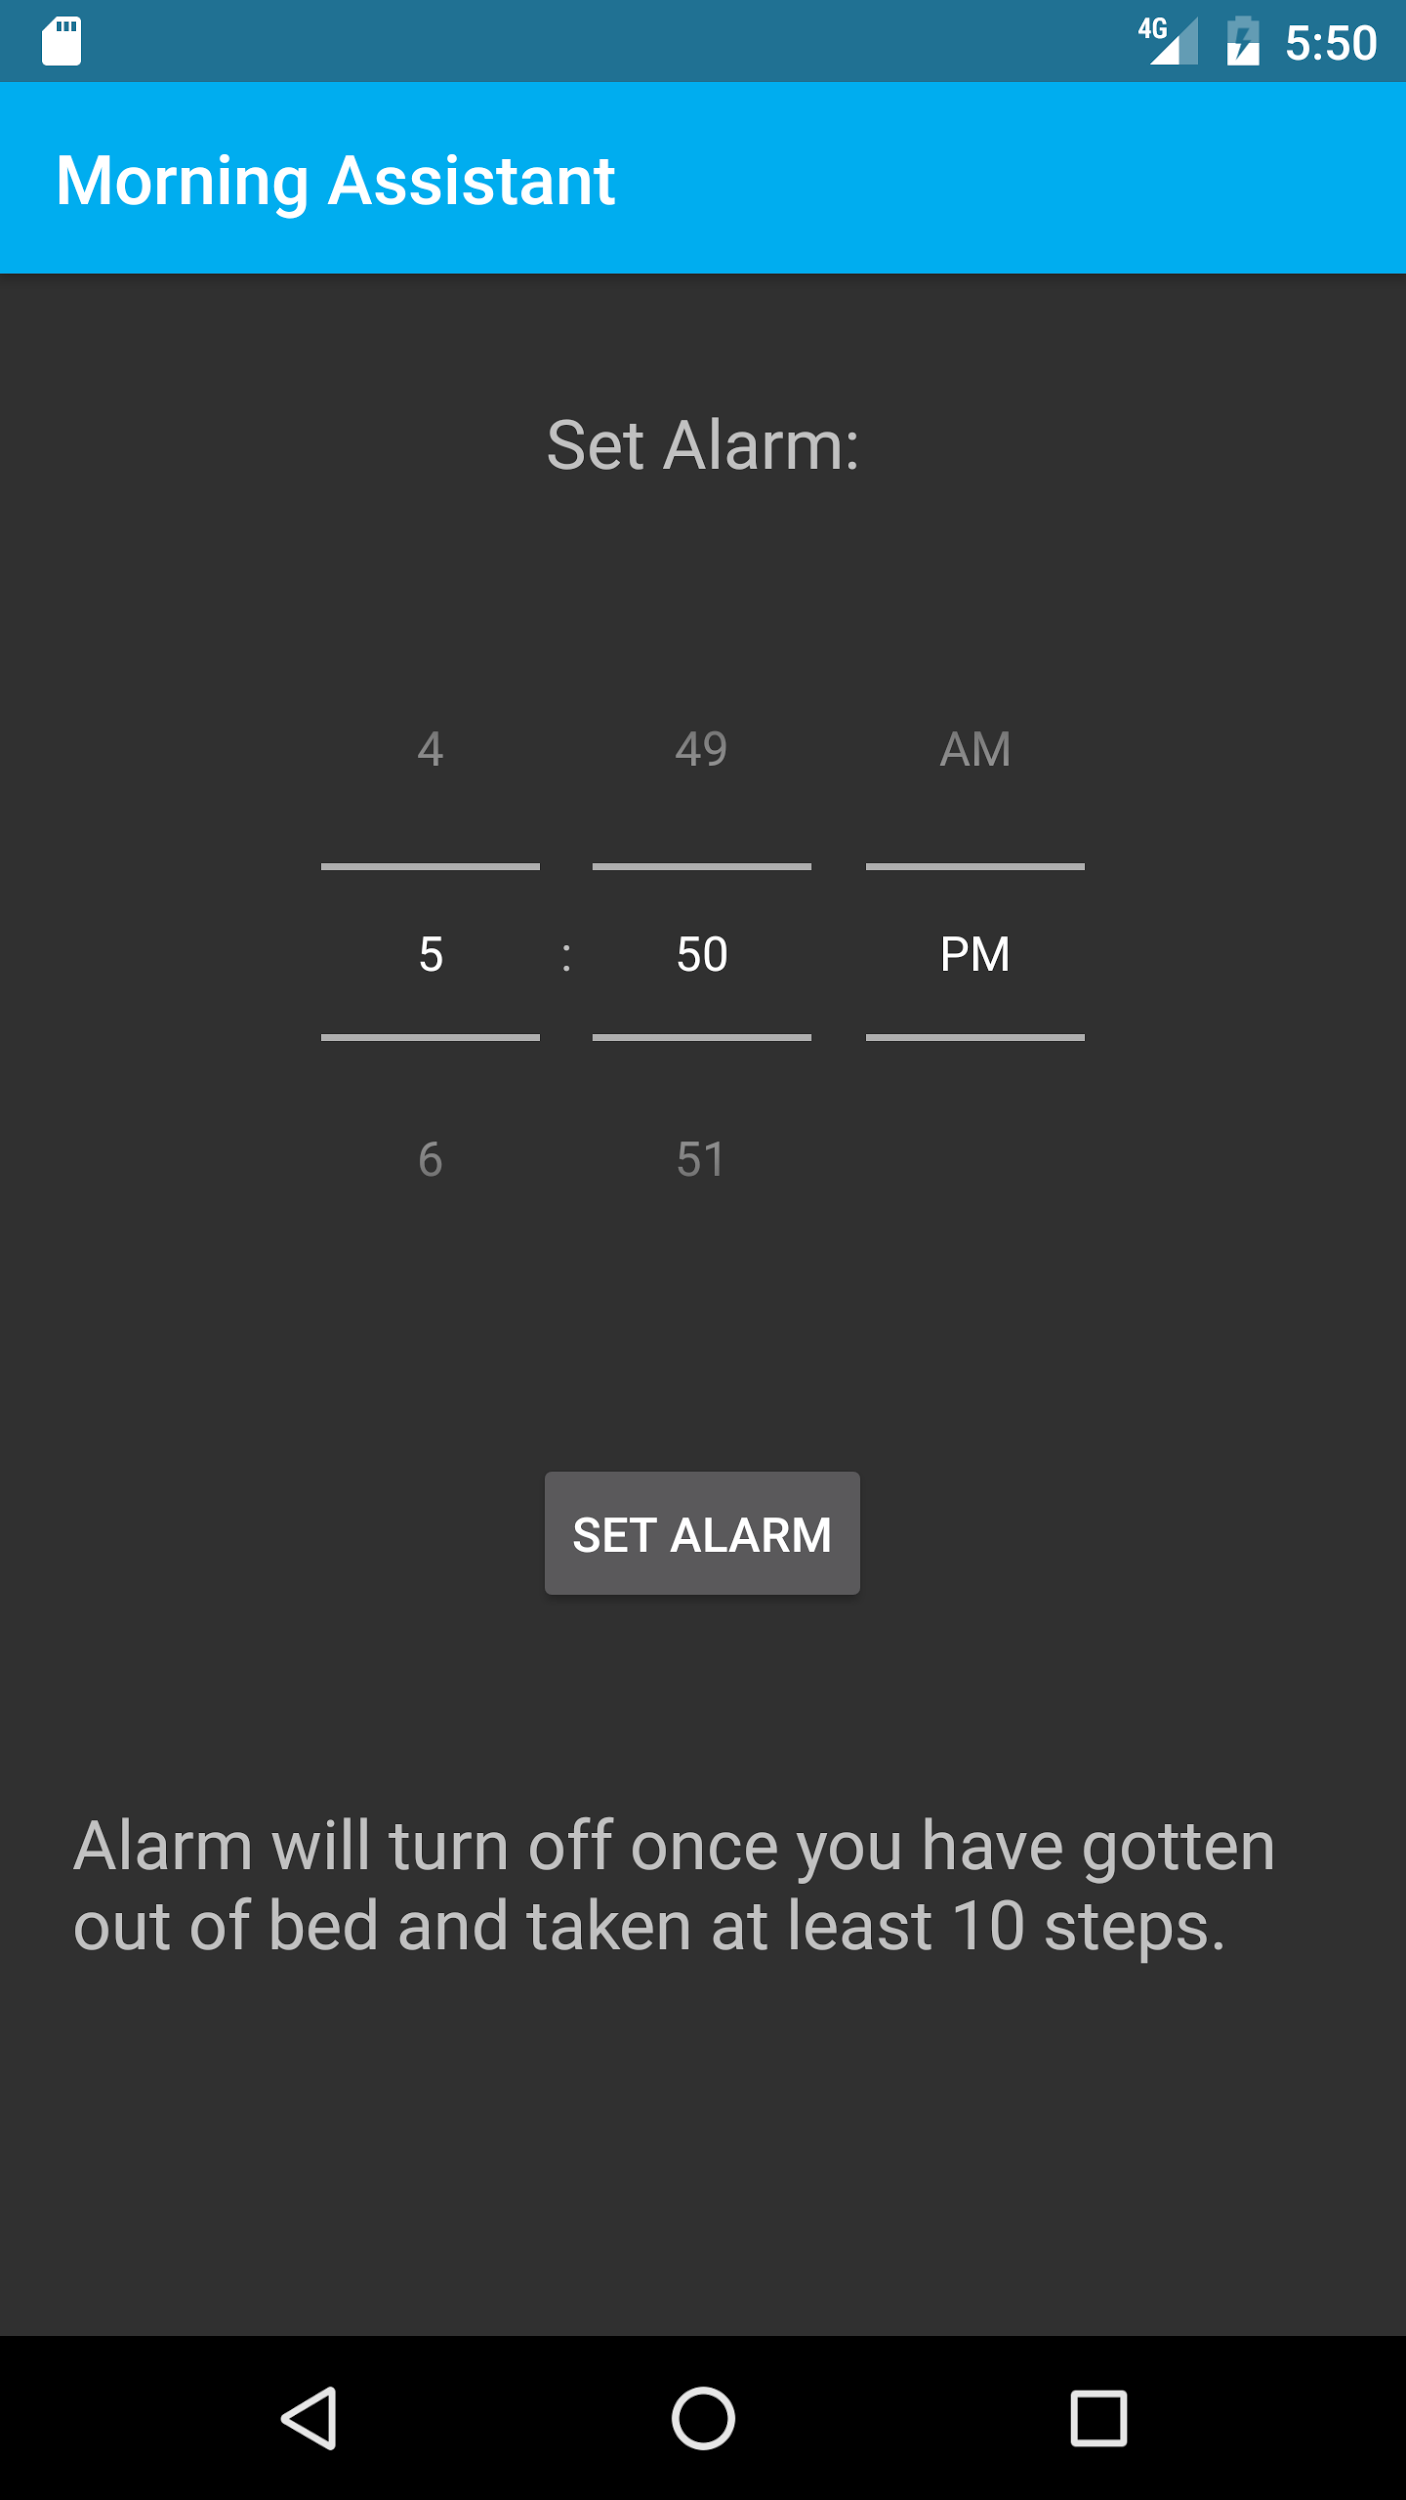 4G 5:50
Morning Assistant
Set Alarm:
4 49 AM
5 : 50 PM
6 51
SET ALARM
Alarm will turn off once you have gotten
out of bed and taken at least 10 steps.